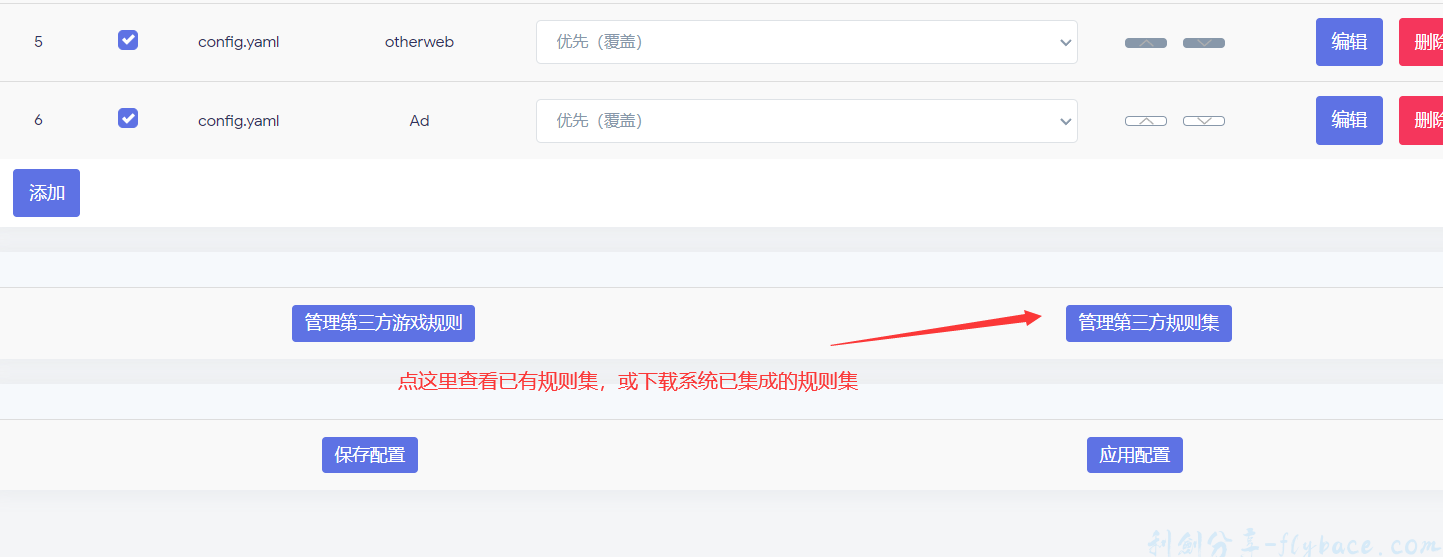 5 config.yaml otherweb 优先（覆盖） 编辑 删除
6 config.yaml Ad 优先（覆盖） 编辑 删除
添加
管理第三方游戏规则 管理第三方规则集
点这里查看已有规则集，或下载系统已集成的规则集
保存配置 应用配置
利创分享-flybace.com